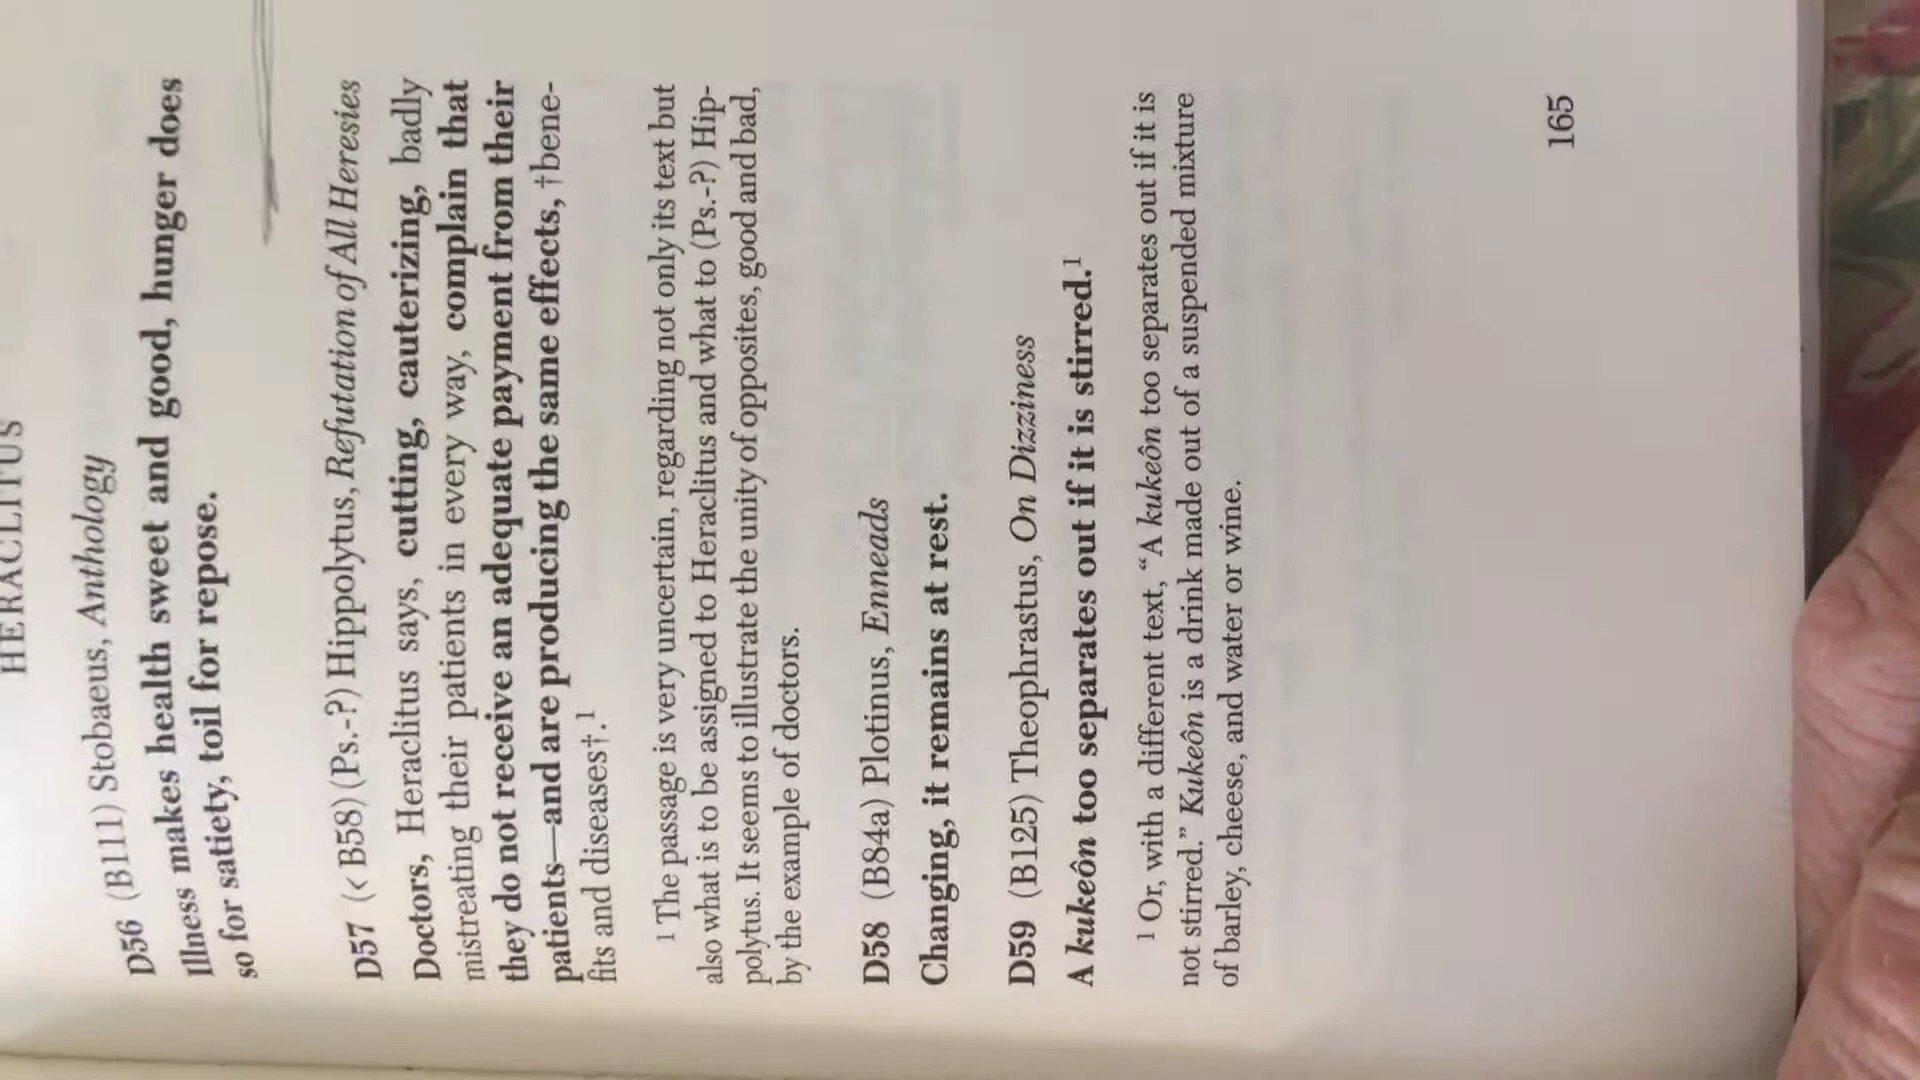 HERACLITUS
D56 (B111) Stobaeus, Anthology
Illness makes health sweet and good, hunger does
so for satiety, toil for repose.
D57 (< B58) (Ps.-?) Hippolytus, Refutation of All Heresies
Doctors, Heraclitus says, cutting, cauterizing, badly
mistreating their patients in every way, complain that
they do not receive an adequate payment from their
patients—and are producing the same effects, †bene-
fits and diseases†.¹
¹ The passage is very uncertain, regarding not only its text but
also what is to be assigned to Heraclitus and what to (Ps.-?) Hip-
polytus. It seems to illustrate the unity of opposites, good and bad,
by the example of doctors.
D58 (B84a) Plotinus, Enneads
Changing, it remains at rest.
D59 (B125) Theophrastus, On Dizziness
A kukeôn too separates out if it is stirred.¹
¹ Or, with a different text, “A kukeôn too separates out if it is
not stirred.” Kukeôn is a drink made out of a suspended mixture
of barley, cheese, and water or wine.
165